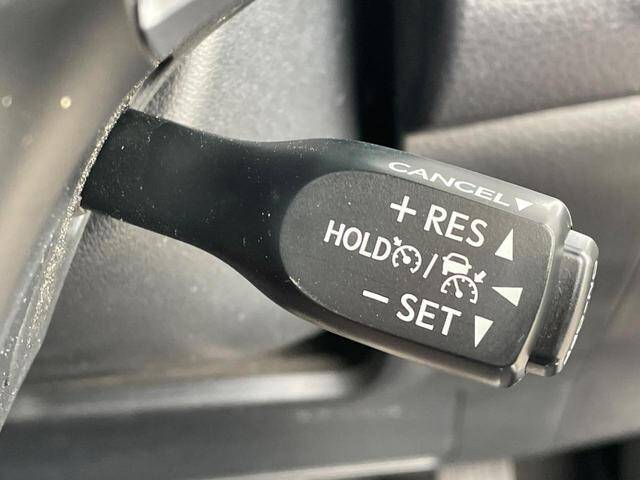 CANCEL▼
+ RES ▲
HOLD / ◀
− SET ▼